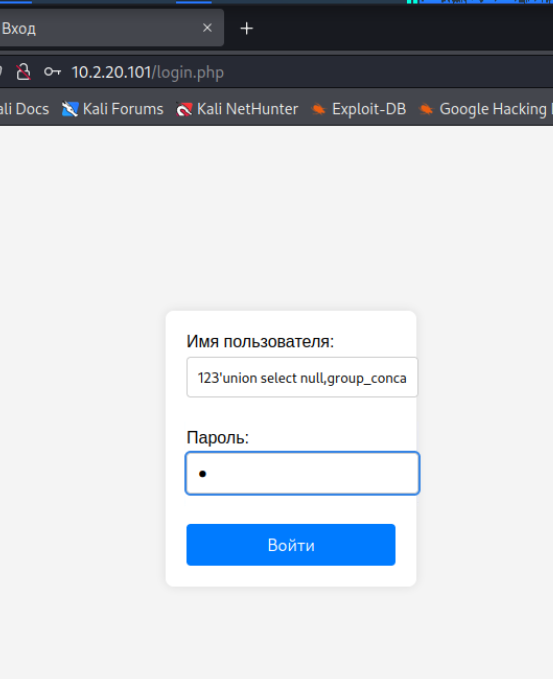 Вход × +
10.2.20.101/login.php
ali Docs Kali Forums Kali NetHunter Exploit-DB Google Hacking
Имя пользователя:
123'union select null,group_conca
Пароль:
Войти